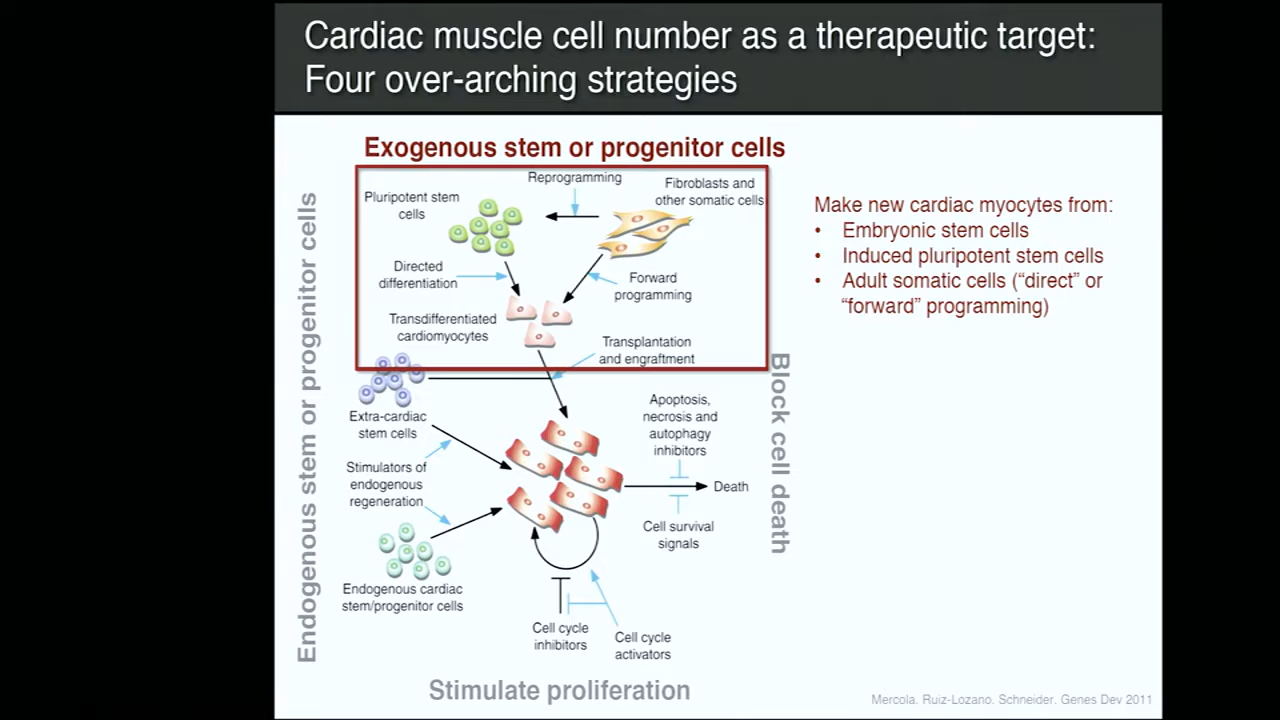 Cardiac muscle cell number as a therapeutic target:
Four over-arching strategies
Exogenous stem or progenitor cells
Reprogramming
Pluripotent stem
cells
Fibroblasts and
other somatic cells
Directed
differentiation
Forward
programming
Transdifferentiated
cardiomyocytes
Transplantation
and engraftment
Make new cardiac myocytes from:
• Embryonic stem cells
• Induced pluripotent stem cells
• Adult somatic cells (“direct” or
“forward” programming)
Endogenous stem or progenitor cells
Extra-cardiac
stem cells
Stimulators of
endogenous
regeneration
Endogenous cardiac
stem/progenitor cells
Apoptosis,
necrosis and
autophagy
inhibitors
Death
Cell survival
signals
Block cell death
Cell cycle
inhibitors
Cell cycle
activators
Stimulate proliferation
Mercola. Ruiz-Lozano. Schneider. Genes Dev 2011